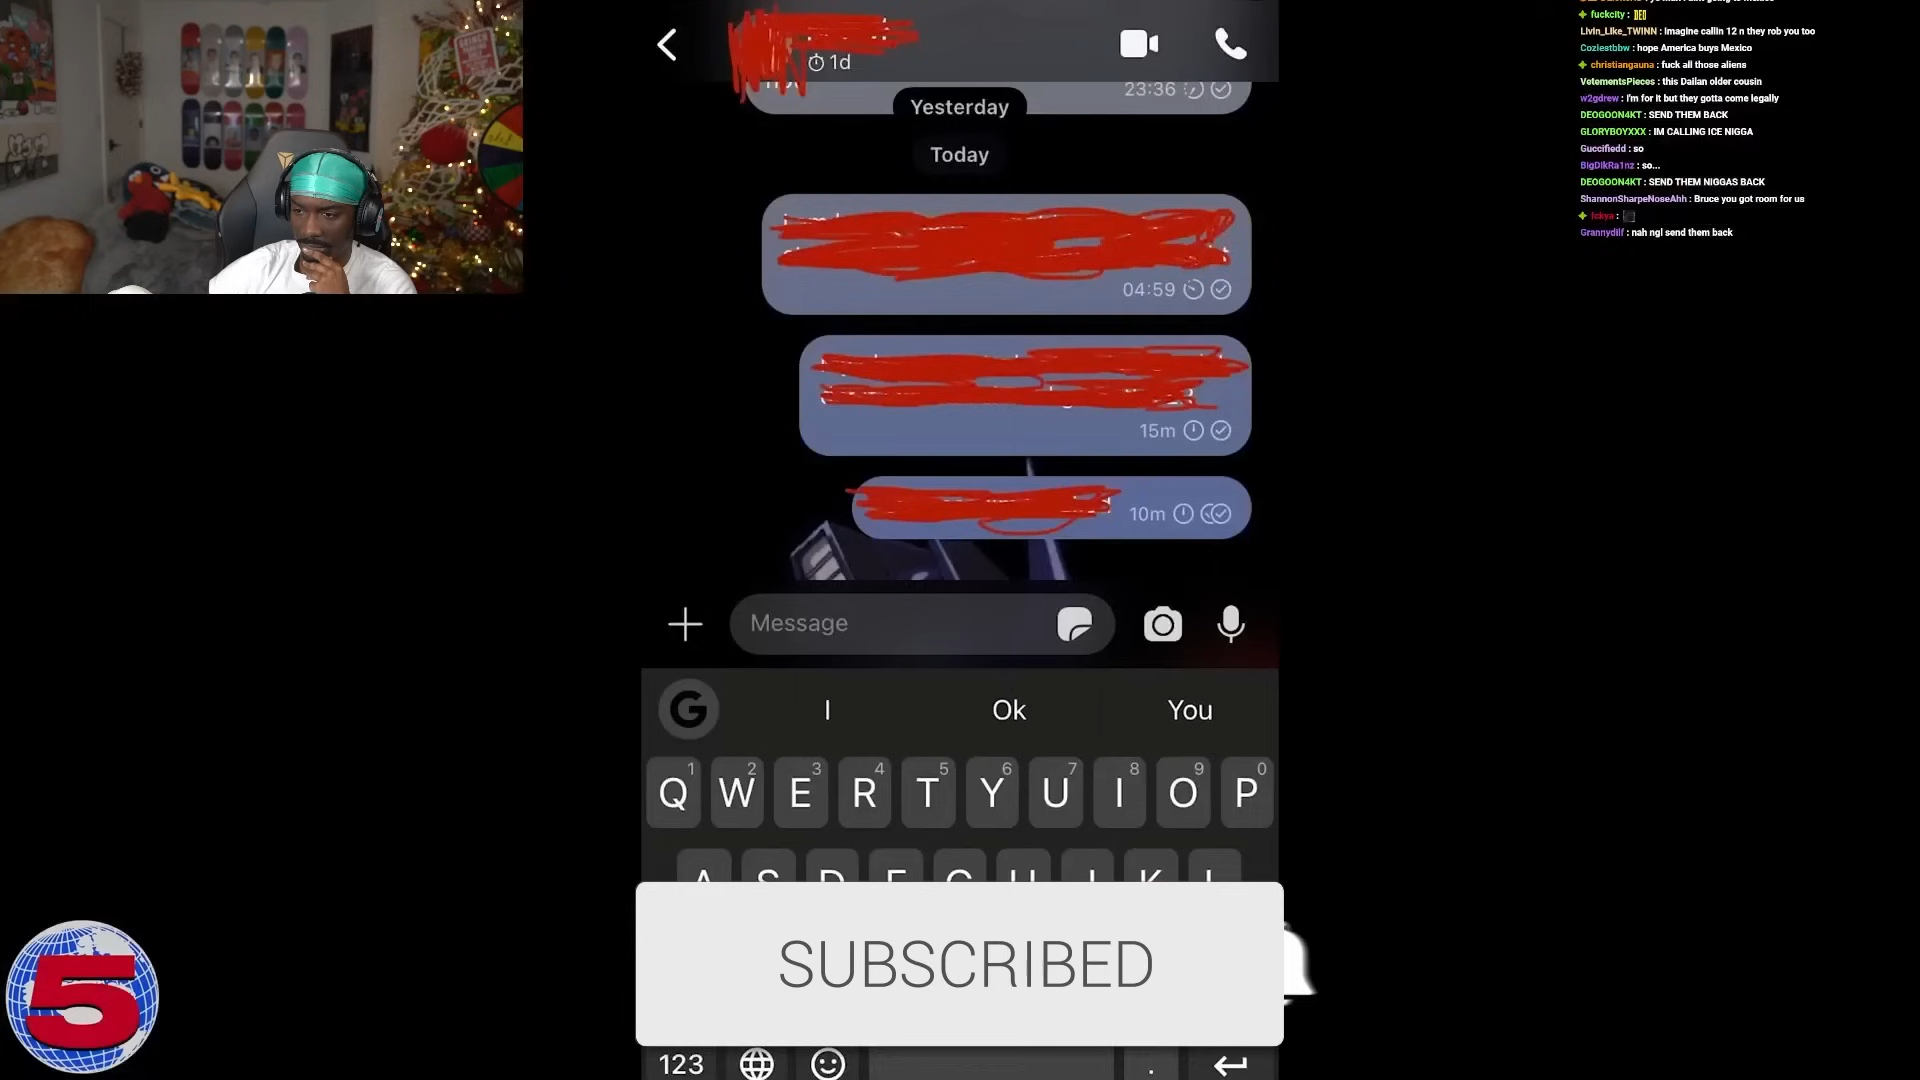 1d
23:36
Yesterday
Today
04:59
15m
10m
Message
G
I Ok You
1 2 3 4 5 6 7 8 9 0
Q W E R T Y U I O P
SUBSCRIBED
123 .
5
fuckcity :
Livin_Like_TWINN : Imagine callin 12 n they rob you too
Coziestbbw : hope America buys Mexico
christiangauna : fuck all those aliens
VetementsPieces : this Dailan older cousin
w2gdrew : I'm for it but they gotta come legally
DEOGOON4KT : SEND THEM BACK
GLORYBOYXXX : IM CALLING ICE NIGGA
Guccifiedd : so
BigDikRa1nz : so...
DEOGOON4KT : SEND THEM NIGGAS BACK
ShannonSharpeNoseAhh : Bruce you got room for us
Ickya :
Grannydilf : nah ngl send them back